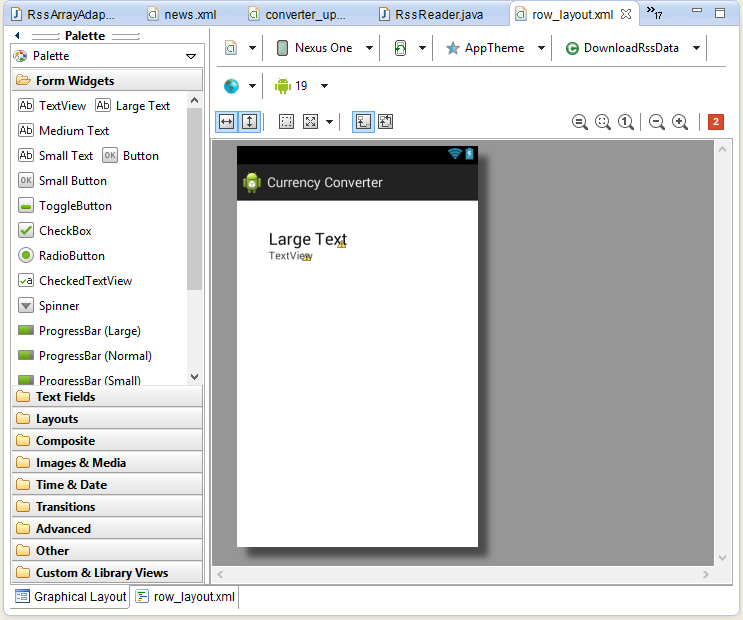 RssArrayAdap... news.xml converter_up... RssReader.java row_layout.xml »17
Palette
Palette
Nexus One AppTheme DownloadRssData
Form Widgets
19
Ab TextView Ab Large Text
Ab Medium Text
Ab Small Text OK Button
2
OK Small Button
ToggleButton
CheckBox
RadioButton
CheckedTextView
Spinner
ProgressBar (Large)
ProgressBar (Normal)
ProgressBar (Small)
Text Fields
Layouts
Composite
Images & Media
Time & Date
Transitions
Advanced
Other
Custom & Library Views
Currency Converter
Large Text
TextView
Graphical Layout row_layout.xml